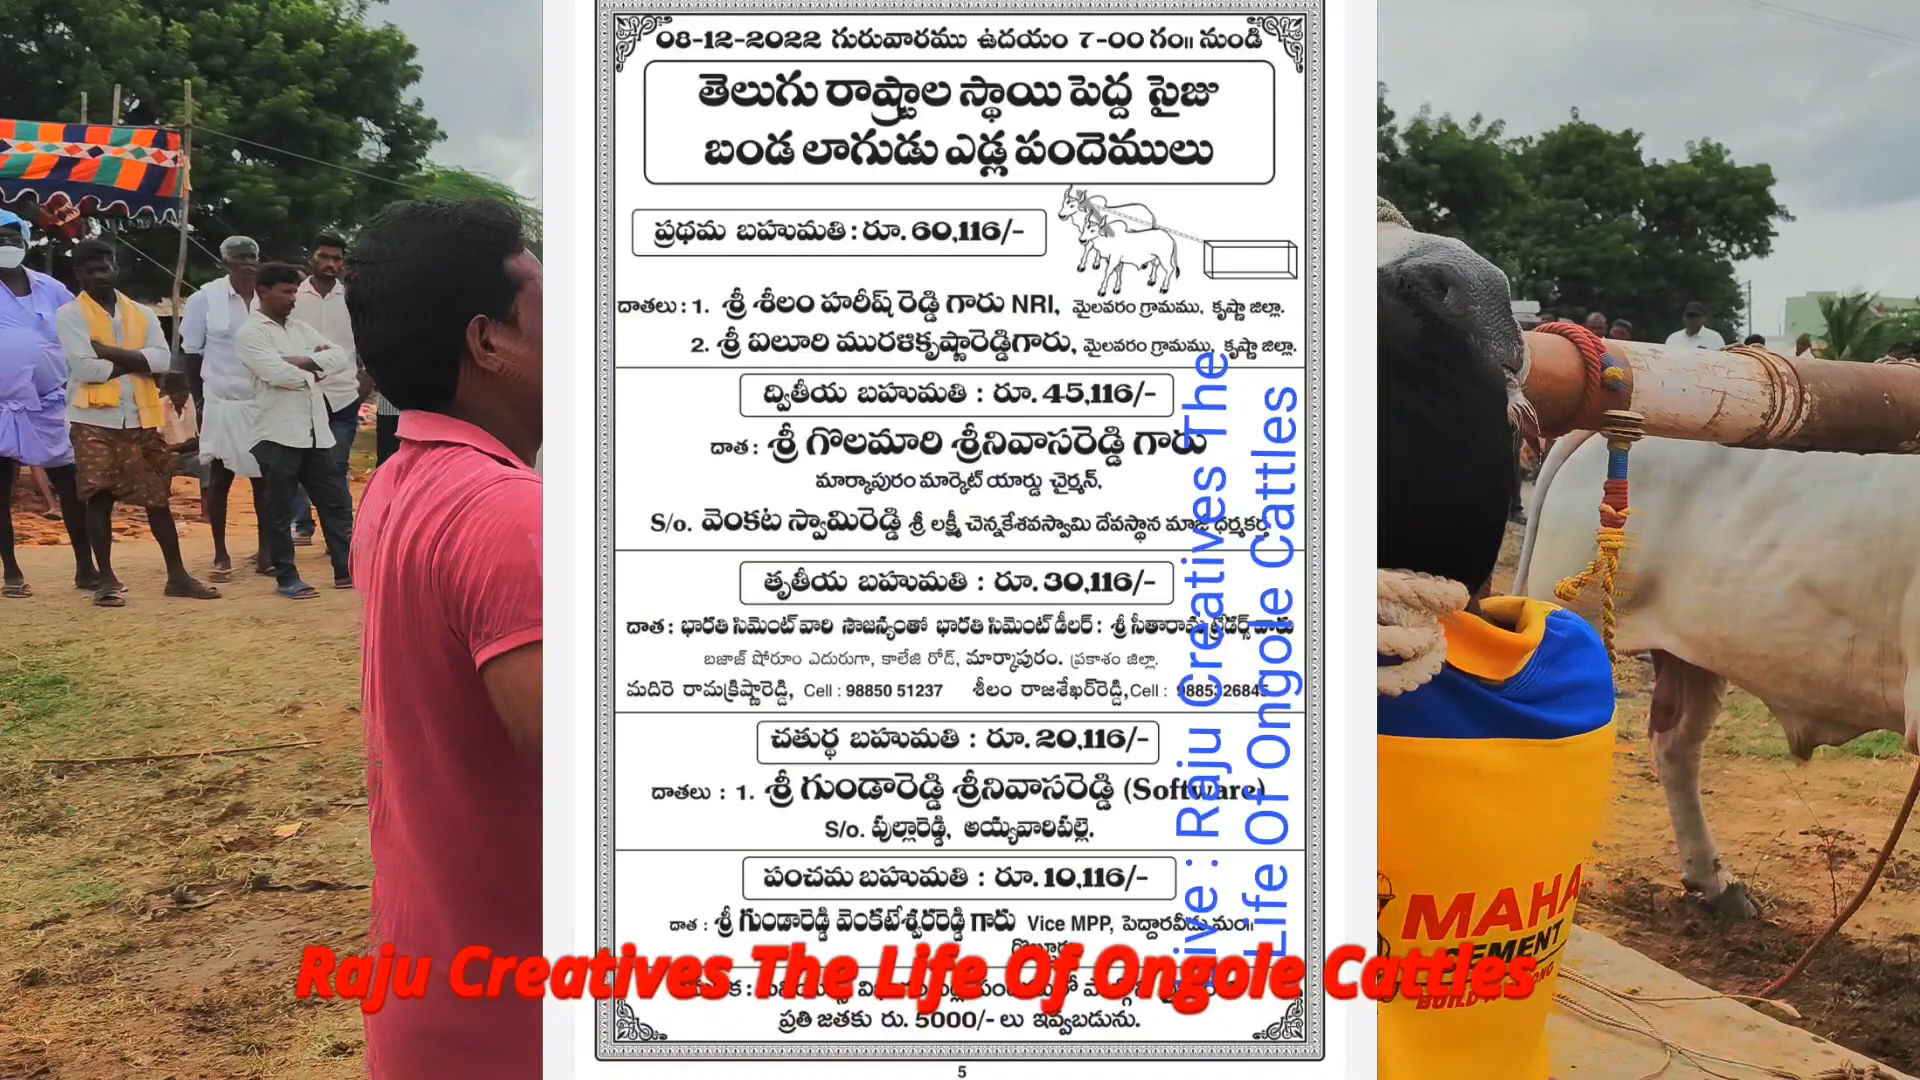 08-12-2022 గురువారము ఉదయం 7-00 గం॥ నుండి
తెలుగు రాష్ట్రాల స్థాయి పెద్ద సైజు
బండ లాగుడు ఎడ్ల పందెములు
ప్రథమ బహుమతి : రూ. 60,116/-
దాతలు : 1. శ్రీ శీలం హరీష్ రెడ్డి గారు NRI, మైలవరం గ్రామము, కృష్ణా జిల్లా.
2. శ్రీ ఐలూరి మురళికృష్ణారెడ్డిగారు, మైలవరం గ్రామము, కృష్ణా జిల్లా.
ద్వితీయ బహుమతి : రూ. 45,116/-
దాత : శ్రీ గొలమారి శ్రీనివాసరెడ్డి గారు
మార్కాపురం మార్కెట్ యార్డు చైర్మన్,
S/o. వెంకట స్వామిరెడ్డి శ్రీ లక్ష్మీ చెన్నకేశవస్వామి దేవస్థాన మాజీ ధర్మకర్త
తృతీయ బహుమతి : రూ. 30,116/-
దాత : భారతి సిమెంట్ వారి సౌజన్యంతో భారతి సిమెంట్ డీలర్ : శ్రీ సీతారామ ట్రేడర్స్ వారు
బజాజ్ షోరూం ఎదురుగా, కాలేజి రోడ్, మార్కాపురం. ప్రకాశం జిల్లా.
మదిరె రామక్రిష్ణారెడ్డి, Cell : 98850 51237 శీలం రాజశేఖర్‌రెడ్డి, Cell :
చతుర్థ బహుమతి : రూ. 20,116/-
దాతలు : 1. శ్రీ గుండారెడ్డి శ్రీనివాసరెడ్డి (Software)
S/o. పుల్లారెడ్డి, అయ్యవారిపల్లె.
పంచమ బహుమతి : రూ. 10,116/-
దాత : శ్రీ గుండారెడ్డి వెంకటేశ్వరరెడ్డి గారు Vice MPP, పెద్దారవీడు మం॥
ప్రతి జతకు రు. 5000/- లు ఇవ్వబడును.
5
Raju Creatives The
Life Of Ongole Cattles
Raju Creatives The Life Of Ongole Cattles
MAHA
CEMENT